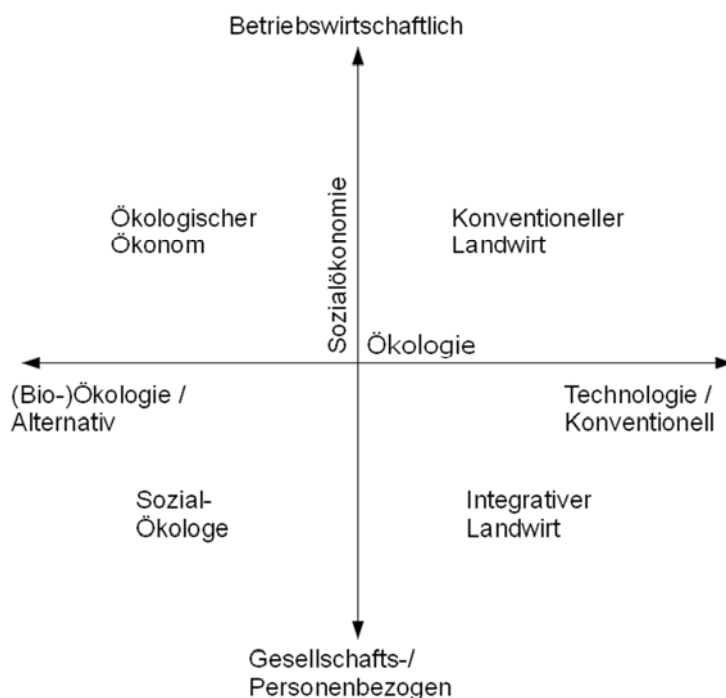 Betriebswirtschaftlich
Ökologischer
Ökonom
Sozialökonomie
Konventioneller
Landwirt
Ökologie
(Bio-)Ökologie /
Alternativ
Technologie /
Konventionell
Sozial-
Ökologe
Integrativer
Landwirt
Gesellschafts-/
Personenbezogen